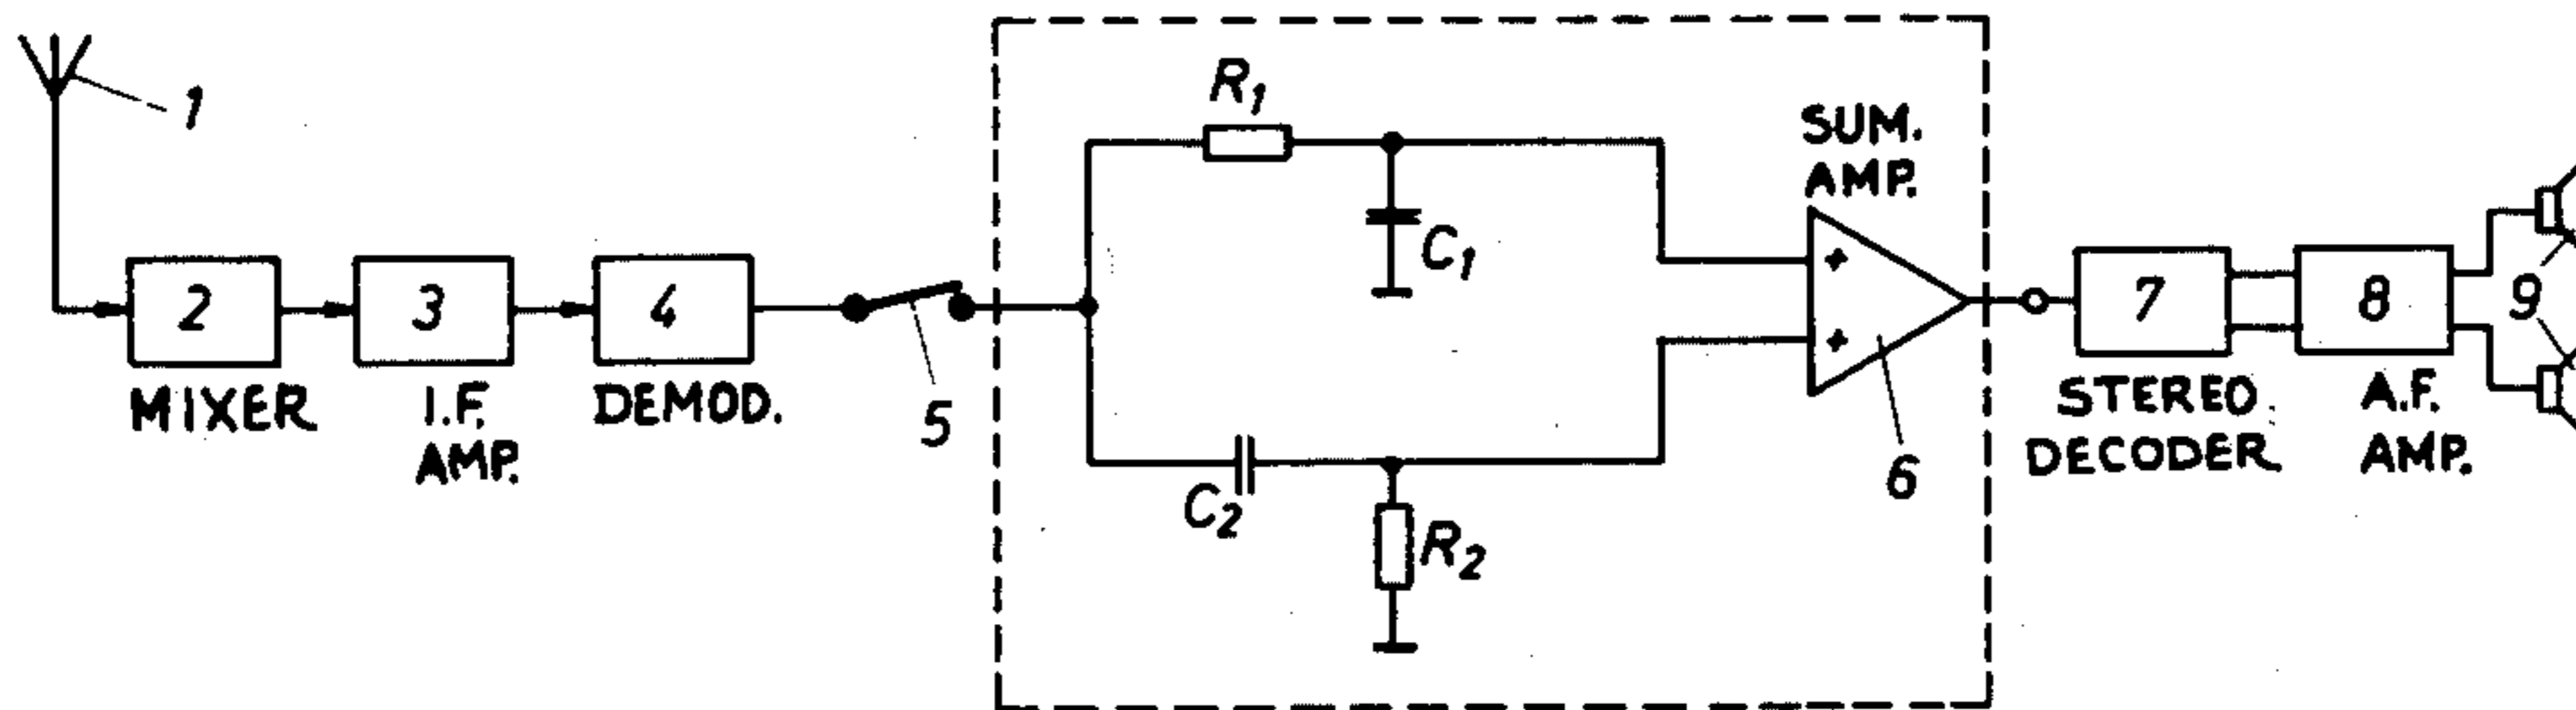 1
2
MIXER
3
I.F.
AMP.
4
DEMOD.
5
R1
C1
C2
R2
SUM.
AMP.
+
+
6
7
STEREO
DECODER
8
A.F.
AMP.
9